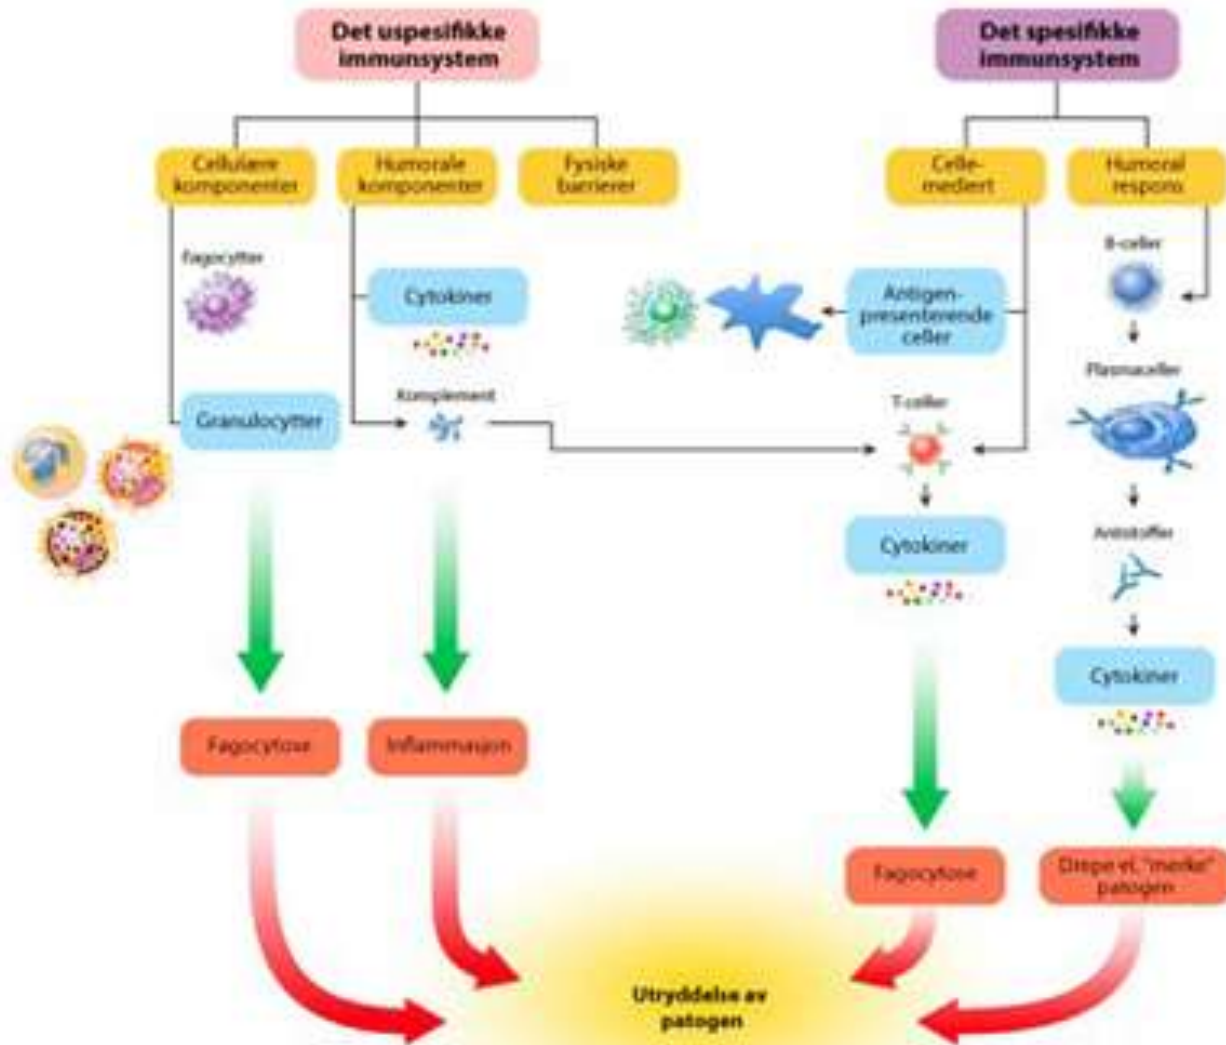 Det uspesifikke
immunsystem
Det spesifikke
immunsystem
Cellulære
komponenter
Humorale
komponenter
Fysiske
barrierer
Celle-
mediert
Humoral
respons
Fagocytter
Cytokiner
Komplement
Granulocytter
Antigen-
presenterende
celler
T-celler
Cytokiner
B-celler
Plasmaceller
Antistoffer
Cytokiner
Fagocytose
Inflammasjon
Fagocytose
Drepe el. "merke"
patogen
Utryddelse av
patogen